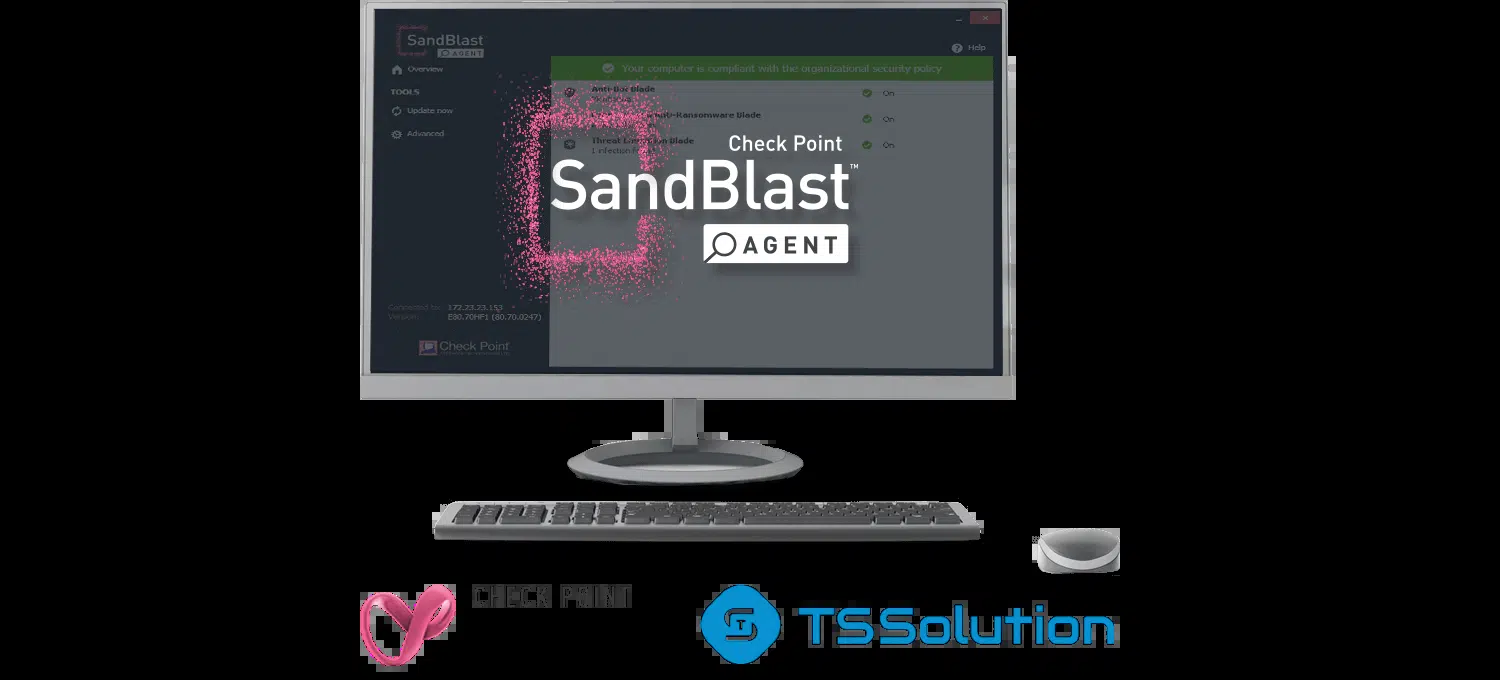 SandBlast
AGENT
Help
Overview
Your computer is compliant with the organizational security policy
TOOLS
Anti-Bot Blade
On
Update now
Anti-Ransomware Blade
On
Advanced
Threat Blade
On
1 infection
Check Point
SandBlast™
AGENT
Connected to: 172.23.23.153
Version: E80.70HF1 (80.70.0247)
Check Point
CHECK POINT
TSSolution